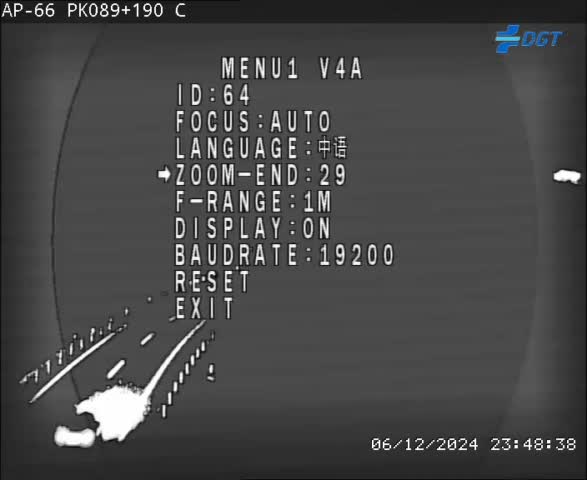 AP-66 PK089+190 C
DGT
MENU1 V4A
ID:64
FOCUS:AUTO
LANGUAGE:中语
ZOOM-END:29
F-RANGE:1M
DISPLAY:ON
BAUDRATE:19200
RESET
EXIT
06/12/2024 23:48:38